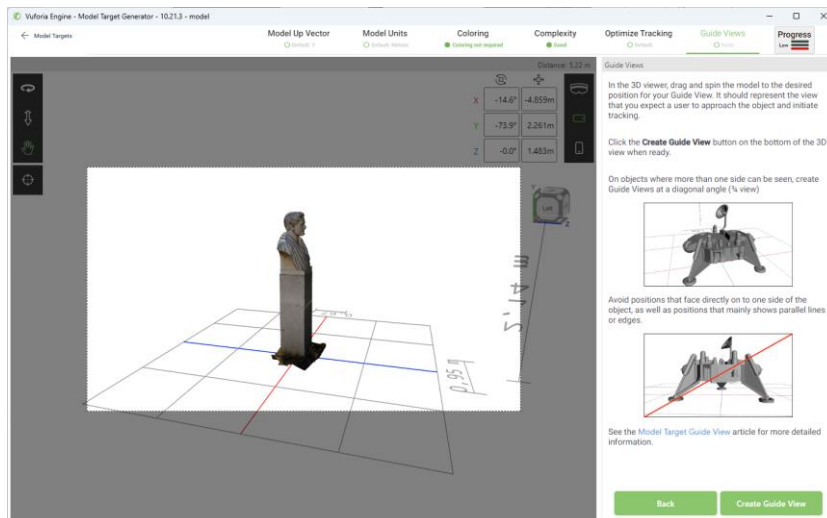 Vuforia Engine - Model Target Generator - 10.21.3 - model
Model Targets
Model Up Vector
Default: Y
Model Units
Default: Meters
Coloring
Coloring not required
Complexity
Good
Optimize Tracking
Default
Guide Views
Progress
Low
Distance: 5.22 m
X -14.6° -4.859m
Y -73.9° 2.261m
Z -0.0° 1.483m
Y
Left
Z
0.95 m
Guide Views
In the 3D viewer, drag and spin the model to the desired
position for your Guide View. It should represent the view
that you expect a user to approach the object and initiate
tracking.
Click the Create Guide View button on the bottom of the 3D
view when ready.
On objects where more than one side can be seen, create
Guide Views at a diagonal angle (¾ view)
Avoid positions that face directly on to one side of the
object, as well as positions that mainly shows parallel lines
or edges.
See the Model Target Guide View article for more detailed
information.
Back
Create Guide View